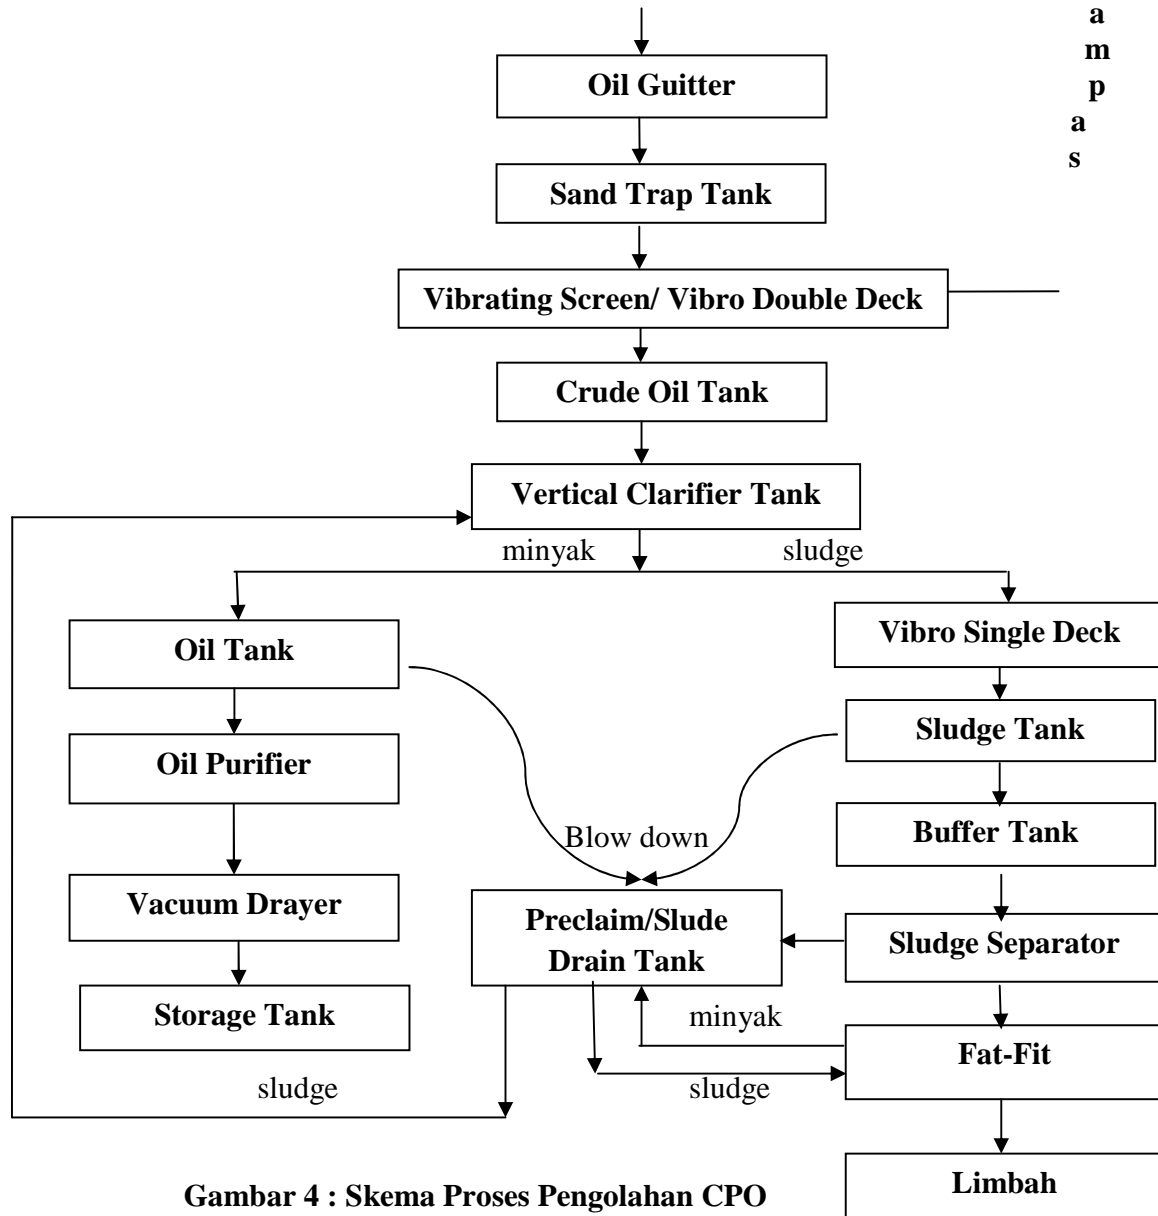 a
m
p
a
s
Oil Guitter
Sand Trap Tank
Vibrating Screen/ Vibro Double Deck
Crude Oil Tank
Vertical Clarifier Tank
minyak
sludge
Oil Tank
Vibro Single Deck
Sludge Tank
Oil Purifier
Buffer Tank
Blow down
Vacuum Drayer
Preclaim/Slude
Drain Tank
Sludge Separator
Storage Tank
minyak
Fat-Fit
sludge
sludge
Limbah
Gambar 4 : Skema Proses Pengolahan CPO